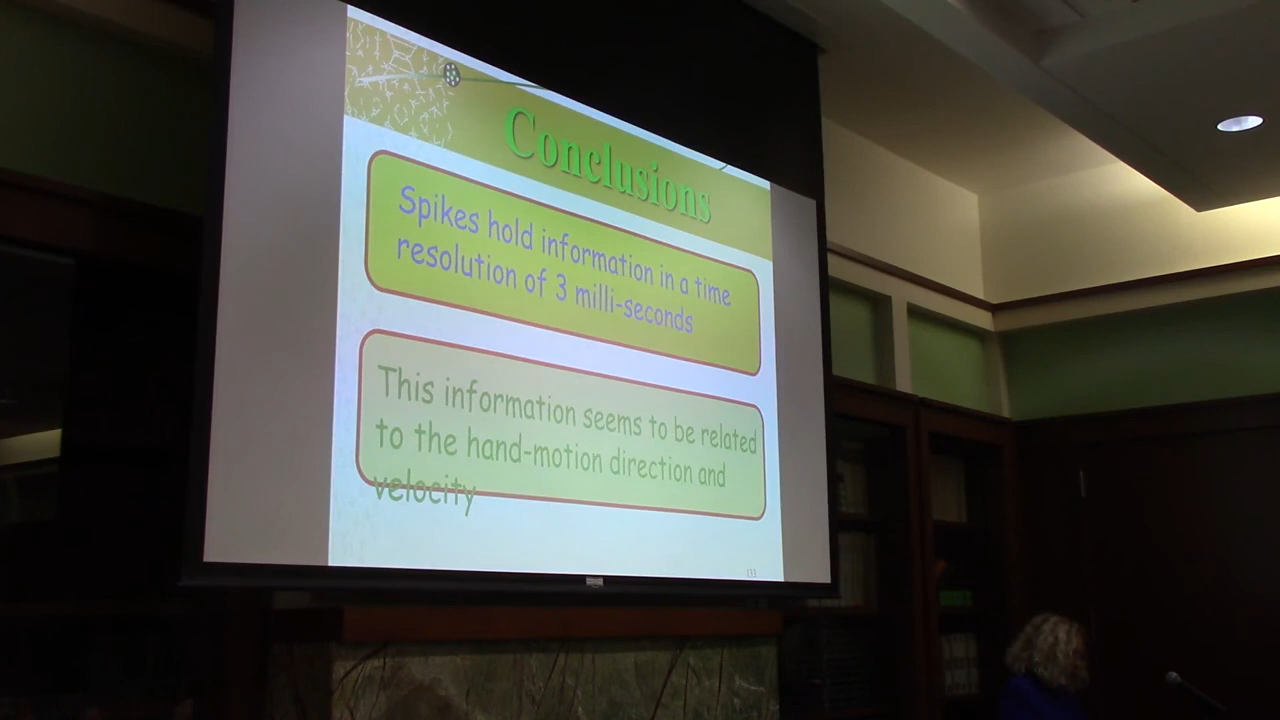 Conclusions
Spikes hold information in a time
resolution of 3 milli-seconds
This information seems to be related
to the hand-motion direction and
velocity
133